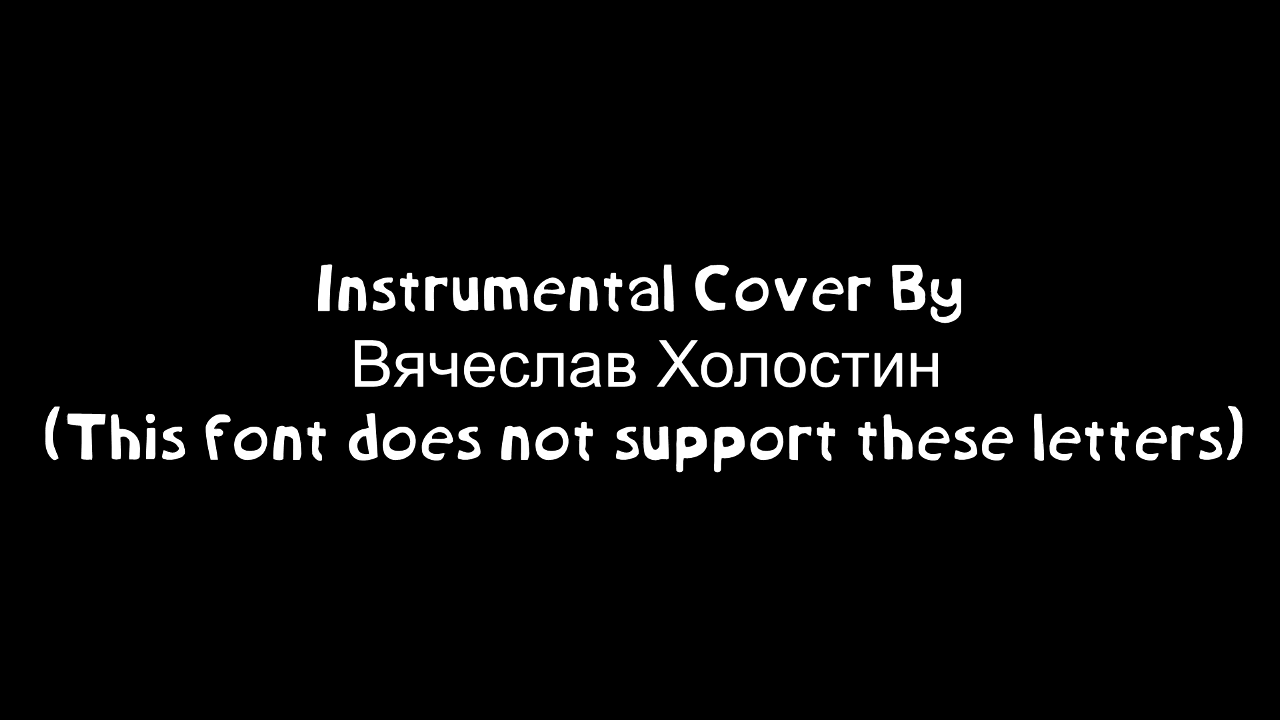 Instrumental Cover By
Вячеслав Холостин
(This font does not support these letters)